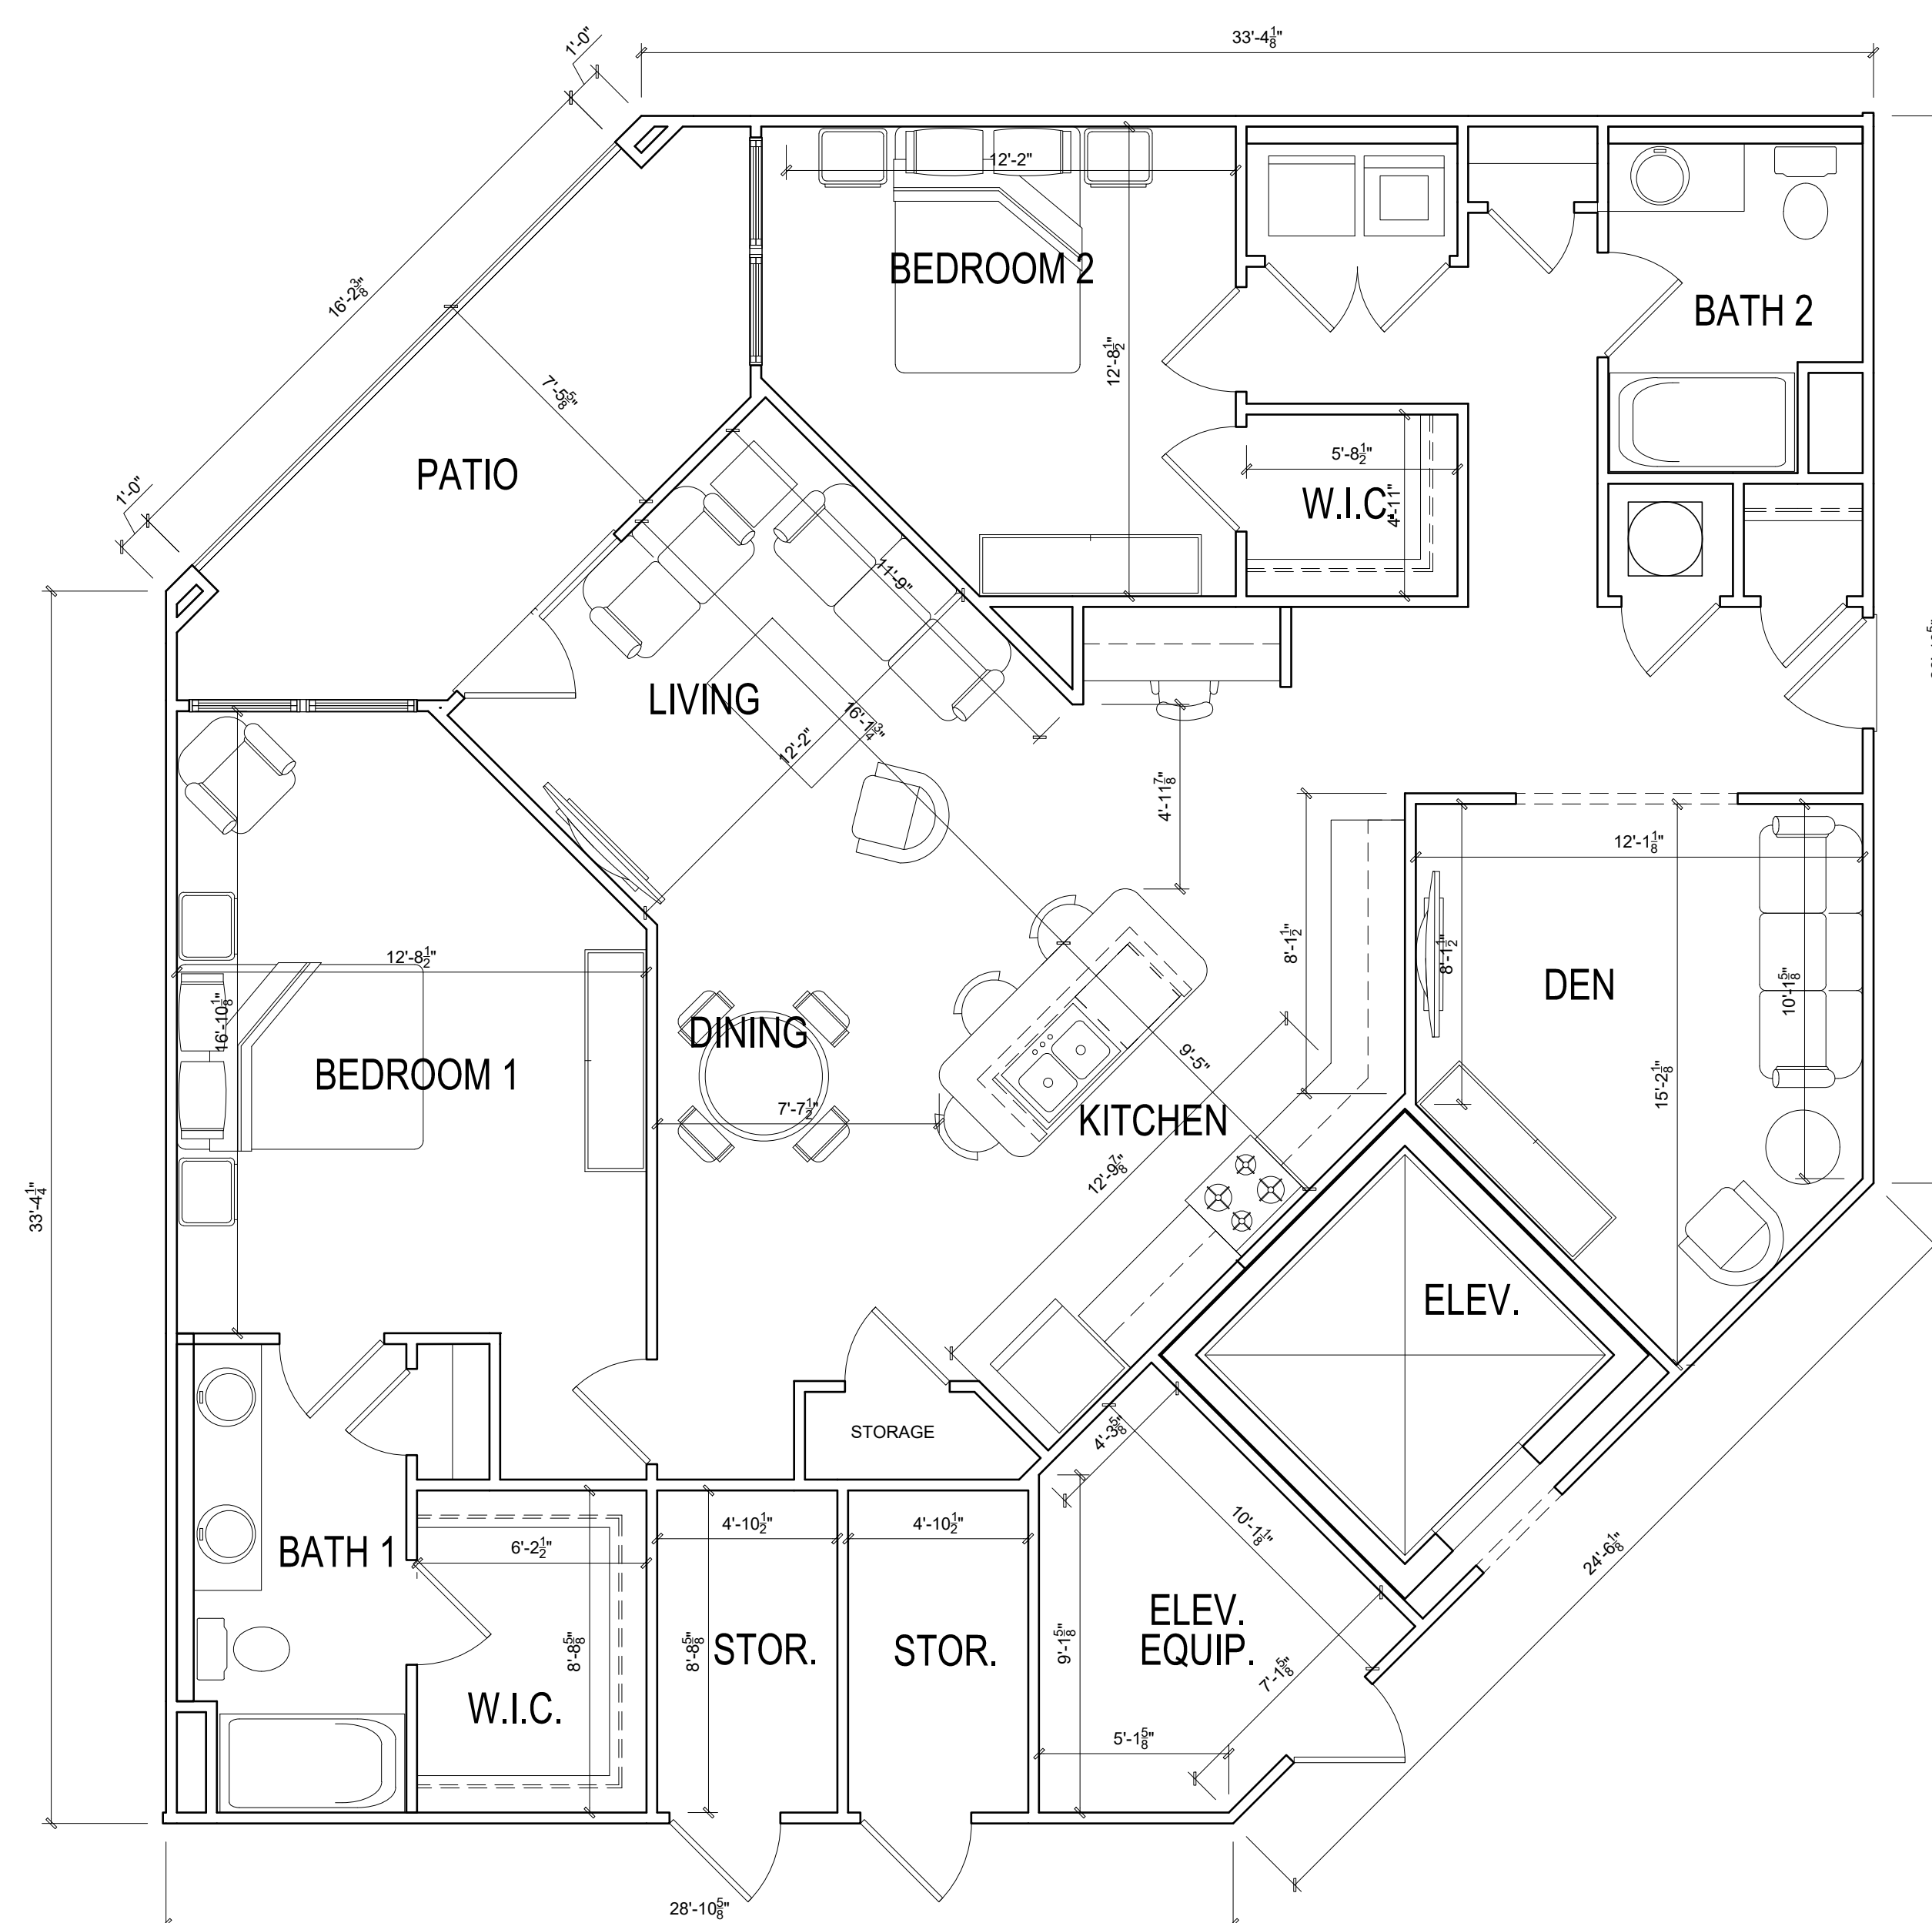 33'-4 1/8"
1'-0"
12'-2"
BEDROOM 2
16'-2 3/8"
BATH 2
12'-8 1/2"
7'-5 5/8"
PATIO
5'-8 1/2"
W.I.C.
4'-11"
1'-0"
11'-9"
LIVING
16'-1 3/4"
12'-2"
4'-11 7/8"
12'-1 1/8"
8'-1 1/2"
8'-1 1/2"
DEN
10'-1 5/8"
12'-8 1/2"
16'-10 1/8"
DINING
9'-5"
BEDROOM 1
15'-2 1/8"
7'-7 1/2"
KITCHEN
12'-9 7/8"
33'-4 1/4"
ELEV.
STORAGE
4'-3 5/8"
4'-10 1/2"
4'-10 1/2"
10'-1 1/8"
6'-2 1/2"
BATH 1
24'-6 1/8"
ELEV.
EQUIP.
8'-8 5/8"
8'-8 5/8"
STOR.
STOR.
9'-1 5/8"
7'-1 5/8"
W.I.C.
5'-1 5/8"
28'-10 5/8"